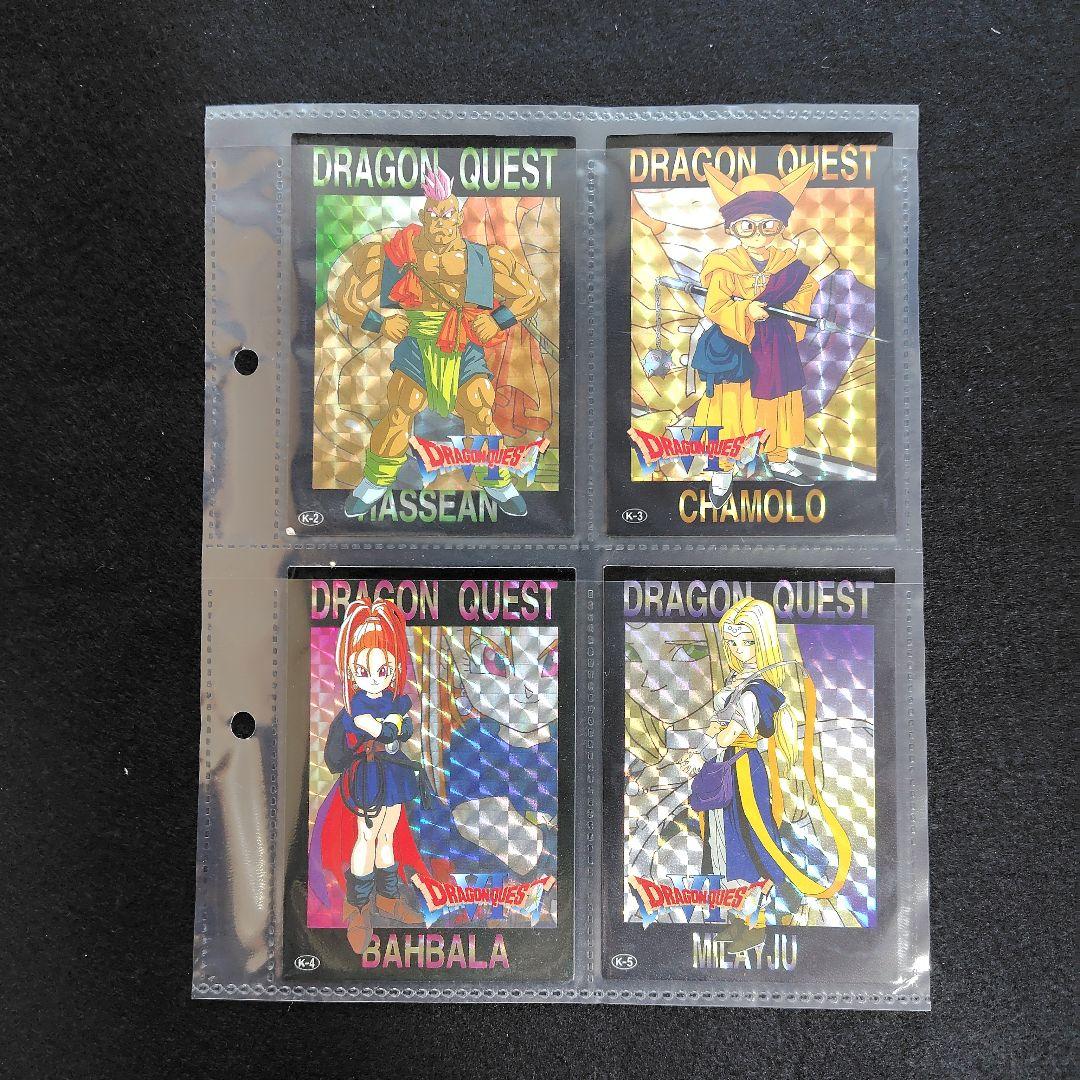 DRAGON QUEST
DRAGON QUEST VI
K-2
HASSEAN
DRAGON QUEST
DRAGON QUEST VI
K-3
CHAMOLO
DRAGON QUEST
DRAGON QUEST VI
K-4
BAHBALA
DRAGON QUEST
DRAGON QUEST VI
K-5
MILAYJU